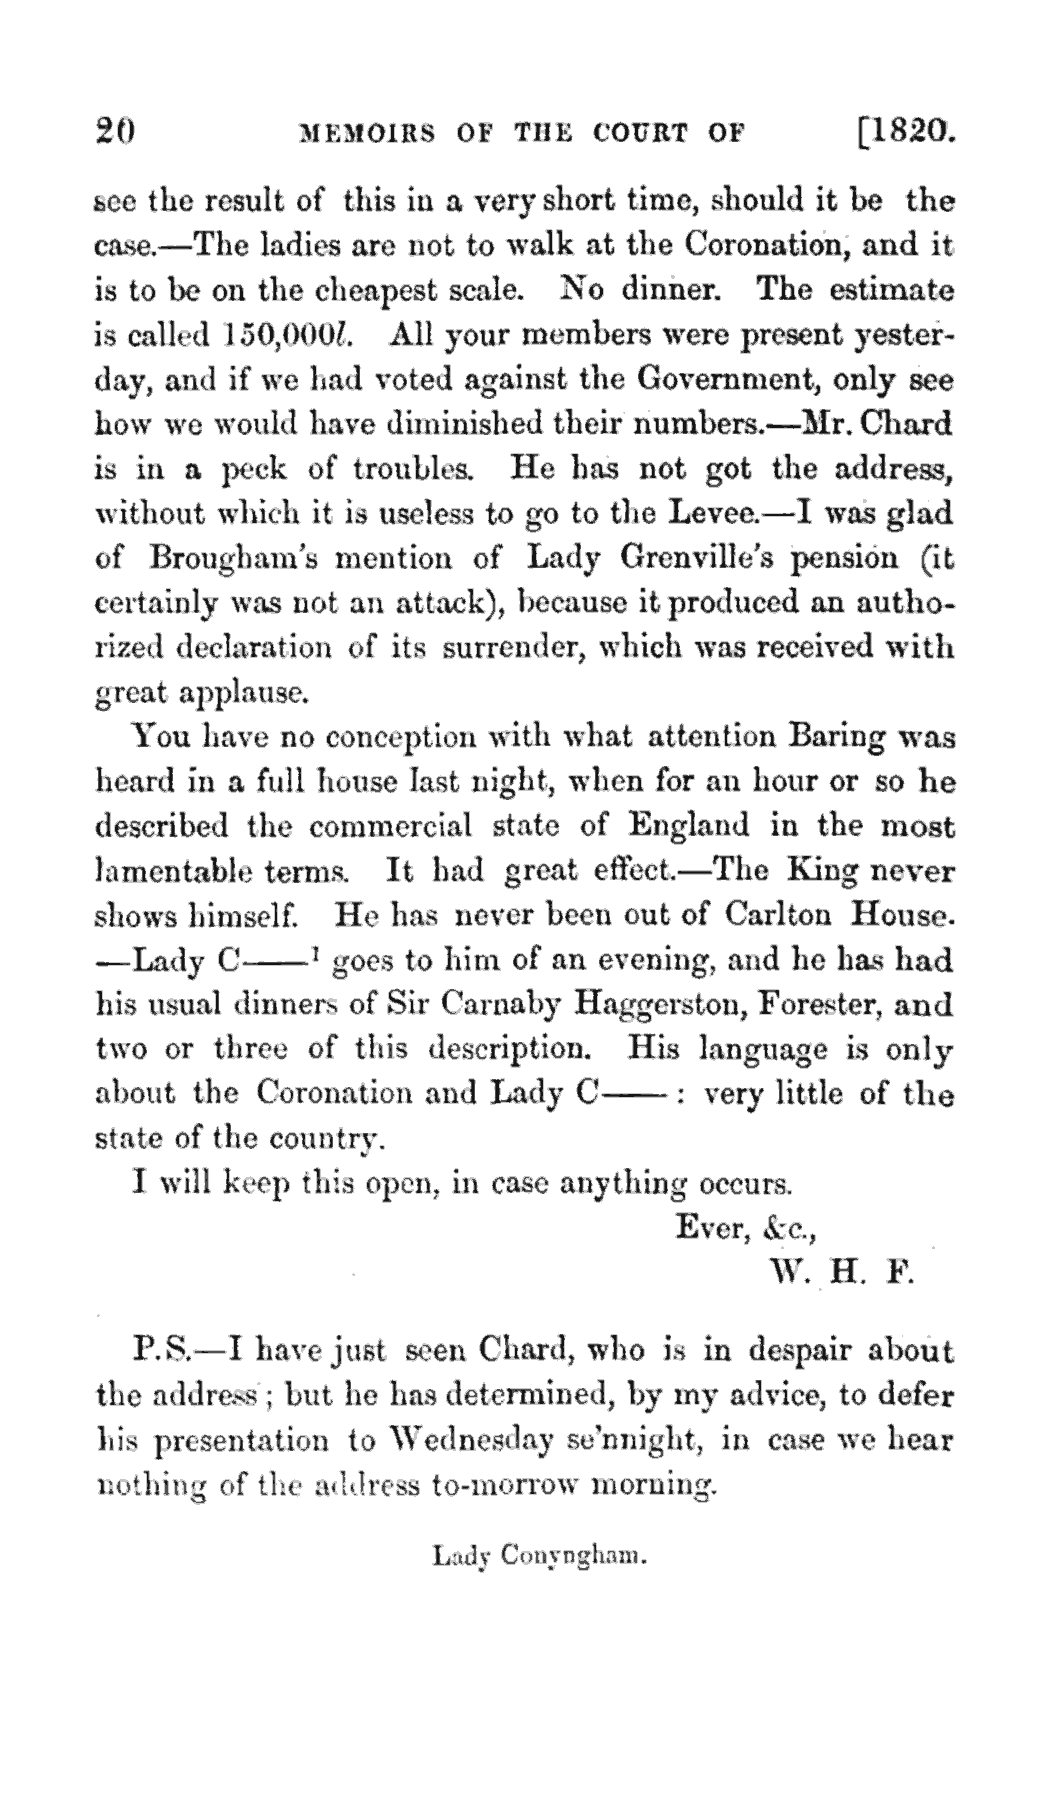 20 MEMOIRS OF THE COURT OF [1820.
see the result of this in a very short time, should it be the
case.—The ladies are not to walk at the Coronation, and it
is to be on the cheapest scale. No dinner. The estimate
is called 150,000l. All your members were present yester-
day, and if we had voted against the Government, only see
how we would have diminished their numbers.—Mr. Chard
is in a peck of troubles. He has not got the address,
without which it is useless to go to the Levee.—I was glad
of Brougham's mention of Lady Grenville's pension (it
certainly was not an attack), because it produced an autho-
rized declaration of its surrender, which was received with
great applause.
You have no conception with what attention Baring was
heard in a full house last night, when for an hour or so he
described the commercial state of England in the most
lamentable terms. It had great effect.—The King never
shows himself. He has never been out of Carlton House.
—Lady C——¹ goes to him of an evening, and he has had
his usual dinners of Sir Carnaby Haggerston, Forester, and
two or three of this description. His language is only
about the Coronation and Lady C—— : very little of the
state of the country.
I will keep this open, in case anything occurs.
Ever, &c.,
W. H. F.
P.S.—I have just seen Chard, who is in despair about
the address ; but he has determined, by my advice, to defer
his presentation to Wednesday se'nnight, in case we hear
nothing of the address to-morrow morning.
Lady Conyngham.